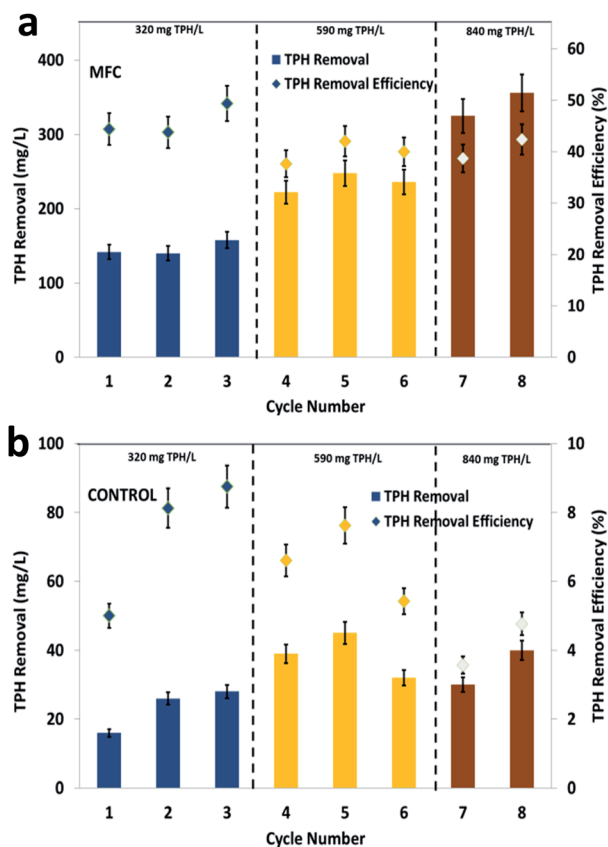 a
320 mg TPH/L 590 mg TPH/L 840 mg TPH/L
MFC
TPH Removal
TPH Removal Efficiency
TPH Removal (mg/L)
400
300
200
100
0
60
50
40
30
20
10
0
TPH Removal Efficiency (%)
1 2 3 4 5 6 7 8
Cycle Number
b
320 mg TPH/L 590 mg TPH/L 840 mg TPH/L
CONTROL
TPH Removal
TPH Removal Efficiency
TPH Removal (mg/L)
100
80
60
40
20
0
10
8
6
4
2
0
TPH Removal Efficiency (%)
1 2 3 4 5 6 7 8
Cycle Number